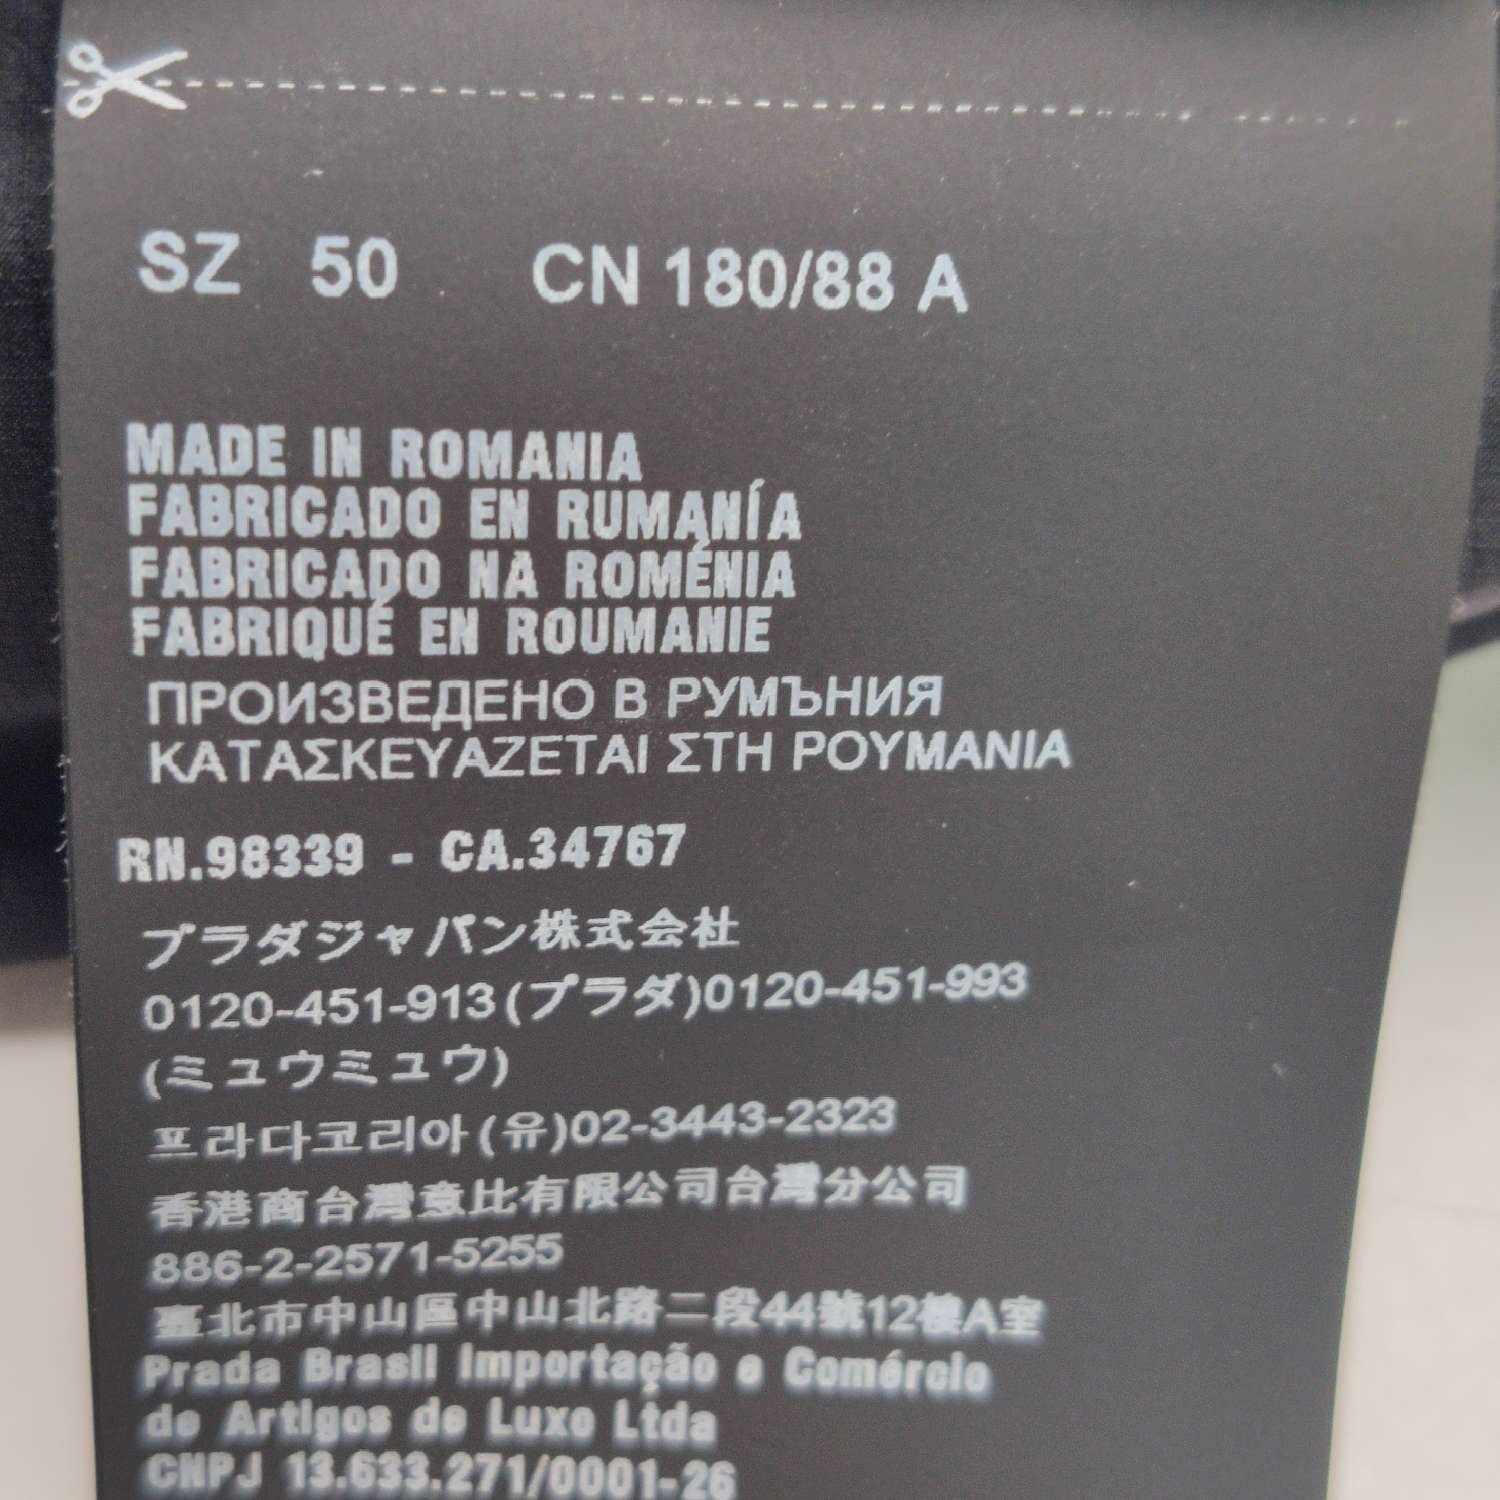 SZ 50 CN 180/88 A
MADE IN ROMANIA
FABRICADO EN RUMANÍA
FABRICADO NA ROMÉNIA
FABRIQUÉ EN ROUMANIE
ПРОИЗВЕДЕНО В РУМЪНИЯ
ΚΑΤΑΣΚΕΥΑΖΕΤΑΙ ΣΤΗ ΡΟΥΜΑΝΙΑ
RN.98339 - CA.34767
プラダジャパン株式会社
0120-451-913(プラダ)0120-451-993
(ミュウミュウ)
프라다코리아(유)02-3443-2323
香港商台灣意比有限公司台灣分公司
886-2-2571-5255
臺北市中山區中山北路二段44號12樓A室
Prada Brasil Importação e Comércio
de Artigos de Luxo Ltda
CNPJ 13.633.271/0001-26